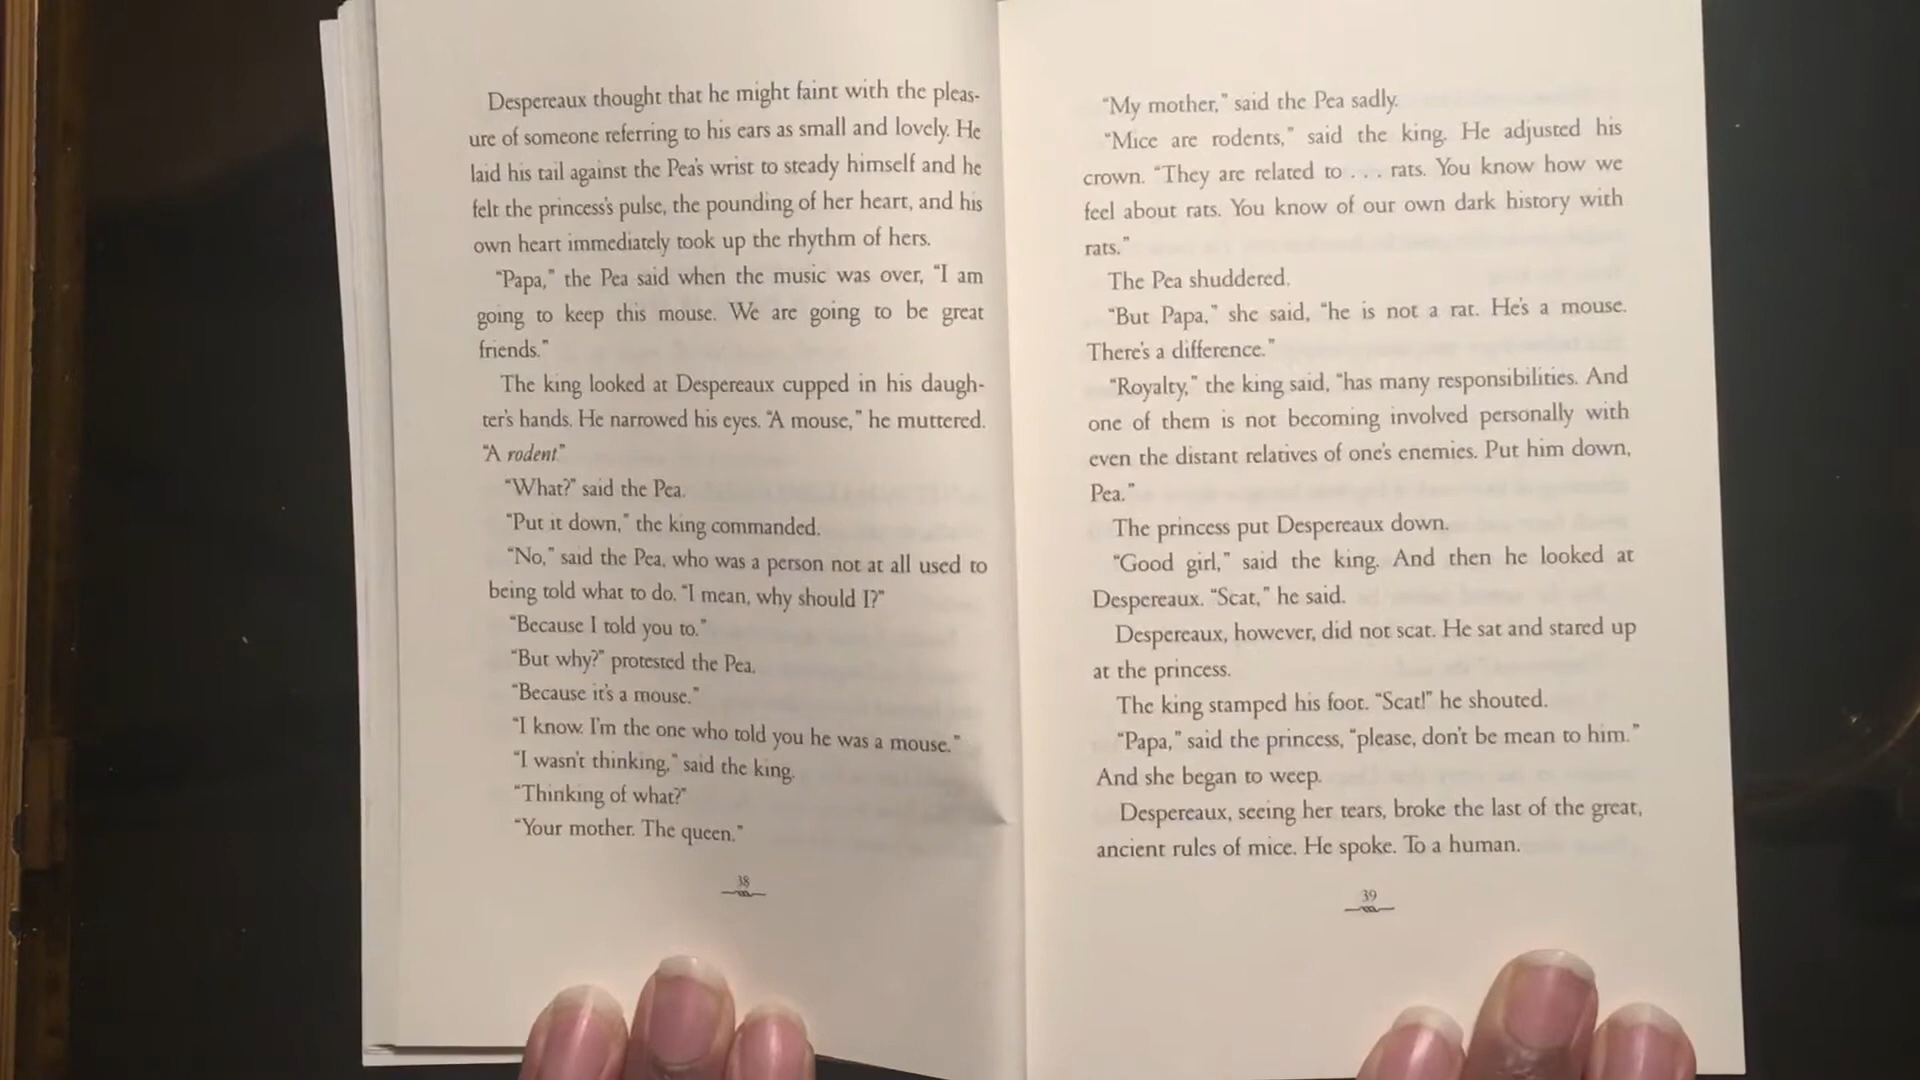 Despereaux thought that he might faint with the pleas-
ure of someone referring to his ears as small and lovely. He
laid his tail against the Pea's wrist to steady himself and he
felt the princess's pulse, the pounding of her heart, and his
own heart immediately took up the rhythm of hers.
"Papa," the Pea said when the music was over, "I am
going to keep this mouse. We are going to be great
friends."
The king looked at Despereaux cupped in his daugh-
ter's hands. He narrowed his eyes. "A mouse," he muttered.
"A rodent."
"What?" said the Pea.
"Put it down," the king commanded.
"No," said the Pea, who was a person not at all used to
being told what to do. "I mean, why should I?"
"Because I told you to."
"But why?" protested the Pea.
"Because it's a mouse."
"I know. I'm the one who told you he was a mouse."
"I wasn't thinking," said the king.
"Thinking of what?"
"Your mother. The queen."
38
"My mother," said the Pea sadly.
"Mice are rodents," said the king. He adjusted his
crown. "They are related to . . . rats. You know how we
feel about rats. You know of our own dark history with
rats."
The Pea shuddered.
"But Papa," she said, "he is not a rat. He's a mouse.
There's a difference."
"Royalty," the king said, "has many responsibilities. And
one of them is not becoming involved personally with
even the distant relatives of one's enemies. Put him down,
Pea."
The princess put Despereaux down.
"Good girl," said the king. And then he looked at
Despereaux. "Scat," he said.
Despereaux, however, did not scat. He sat and stared up
at the princess.
The king stamped his foot. "Scat!" he shouted.
"Papa," said the princess, "please, don't be mean to him."
And she began to weep.
Despereaux, seeing her tears, broke the last of the great,
ancient rules of mice. He spoke. To a human.
39